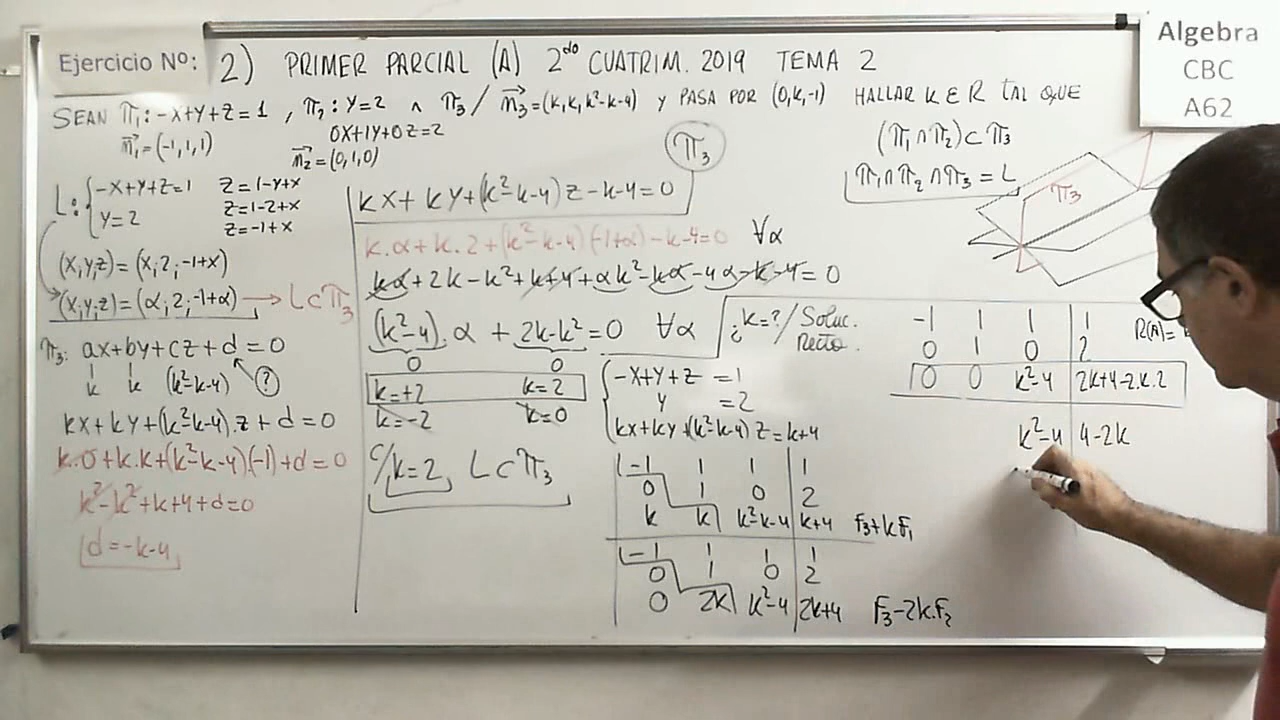 Ejercicio Nº: 2) PRIMER PARCIAL (A) 2do CUATRIM. 2019 TEMA 2
Algebra
CBC
A62
SEAN π1: -X+Y+Z=1, π2: Y=2 ∧ π3 / n3=(k,k,k²-k-4) Y PASA POR (0,k,-1) HALLAR K∈R TAL QUE
n1=(-1,1,1)
0X+1Y+0Z=2
n2=(0,1,0)
(π1∩π2)⊂π3
π1∩π2∩π3=L
π3
L: {-X+Y+Z=1
Y=2
Z=1-Y+X
Z=1-2+X
Z=-1+X
(X,Y,Z)=(X;2;-1+X)
(X,Y,Z)=(α;2;-1+α) → L⊂π3
π3: ax+by+cz+d=0
k k (k²-k-4) ?
kX+kY+(k²-k-4).Z+d=0
k.0+k.k+(k²-k-4)(-1)+d=0
k²-k²+k+4+d=0
d=-k-4
π3
kX+kY+(k²-k-4)Z-k-4=0
k.α+k.2+(k²-k-4)(-1+α)-k-4=0 ∀α
kα+2k-k²+k+4+αk²-kα-4α-k-4=0
(k²-4).α + 2k-k²=0 ∀α
0 0
k=+2 k=2
k=-2 k=0
C/k=2 L⊂π3
¿k=?/ Soluc.
Recta.
{-X+Y+Z =1
Y =2
kX+kY+(k²-k-4)Z=k+4
-1 1 1 1
0 1 0 2
k k k²-k-4 k+4 F3+kF1
-1 1 1 1
0 1 0 2
0 2k k²-4 2k+4 F3-2k.F2
-1 1 1 1
0 1 0 2
R(A)=
0 0 k²-4 2k+4-2.k.2
k²-4 4-2k